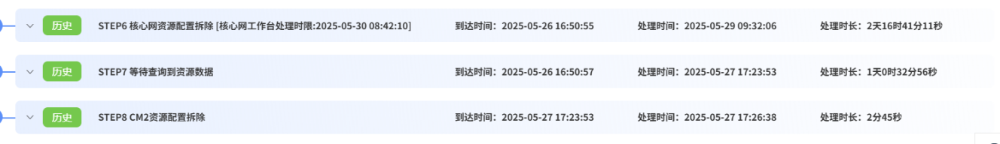 历史 STEP6 核心网资源配置拆除 [核心网工作台处理时限:2025-05-30 08:42:10] 到达时间：2025-05-26 16:50:55 处理时间：2025-05-29 09:32:06 处理时长：2天16时41分11秒
历史 STEP7 等待查询到资源数据 到达时间：2025-05-26 16:50:57 处理时间：2025-05-27 17:23:53 处理时长：1天0时32分56秒
历史 STEP8 CM2资源配置拆除 到达时间：2025-05-27 17:23:53 处理时间：2025-05-27 17:26:38 处理时长：2分45秒